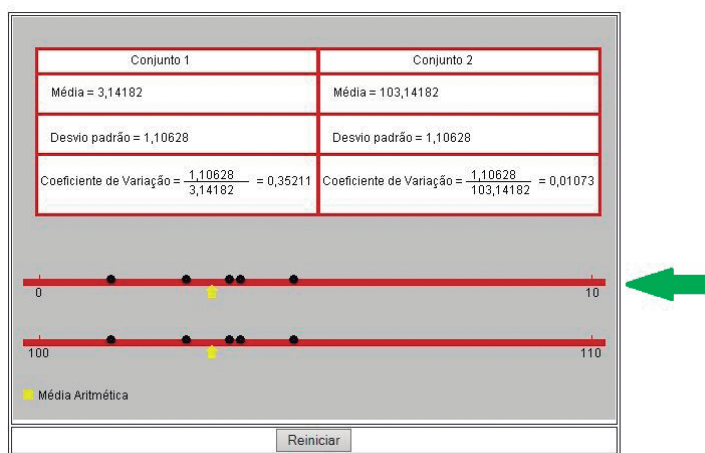 Conjunto 1
Conjunto 2
Média = 3,14182
Média = 103,14182
Desvio padrão = 1,10628
Desvio padrão = 1,10628
Coeficiente de Variação = 1,10628 / 3,14182 = 0,35211
Coeficiente de Variação = 1,10628 / 103,14182 = 0,01073
0 10
100 110
Média Aritmética
Reiniciar